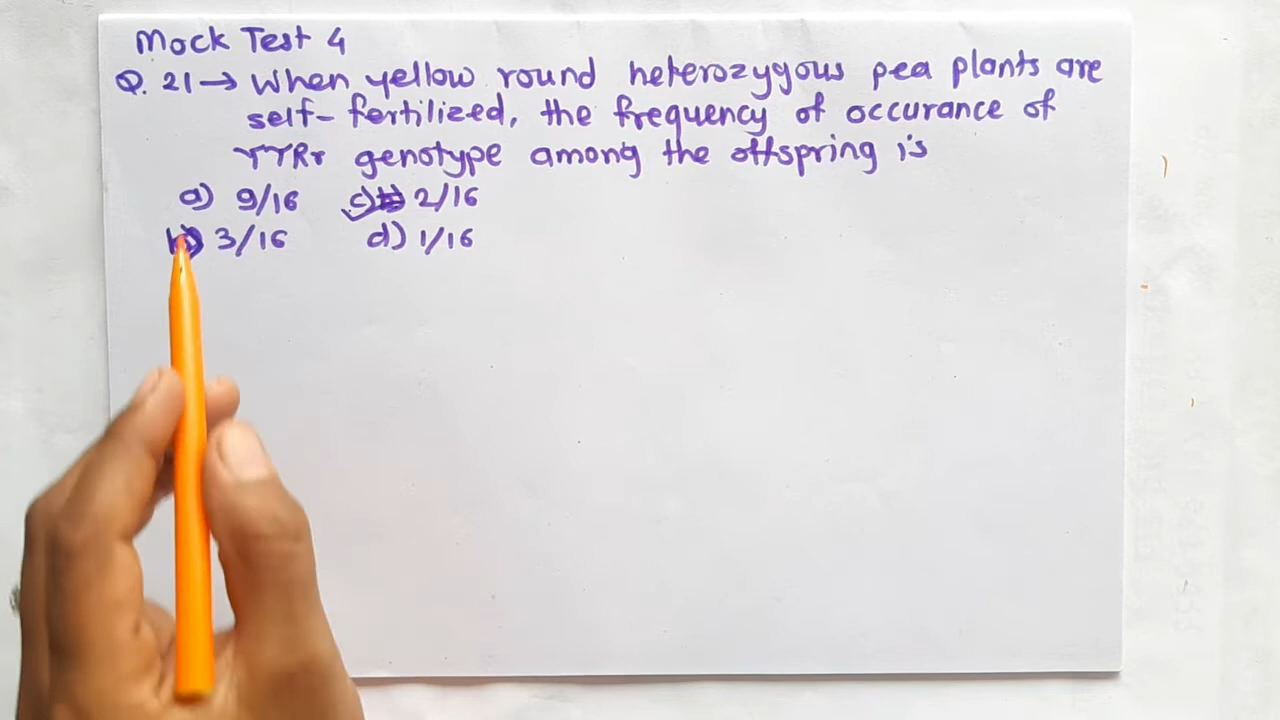 Mock Test 4
Q. 21 → When yellow round heterozygous pea plants are
self-fertilized, the frequency of occurance of
YYRr genotype among the offspring is
a) 9/16 c) 2/16
b) 3/16 d) 1/16